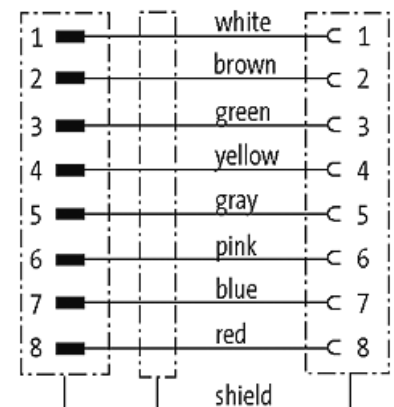 white
1 1
brown
2 2
green
3 3
yellow
4 4
gray
5 5
pink
6 6
blue
7 7
red
8 8
shield